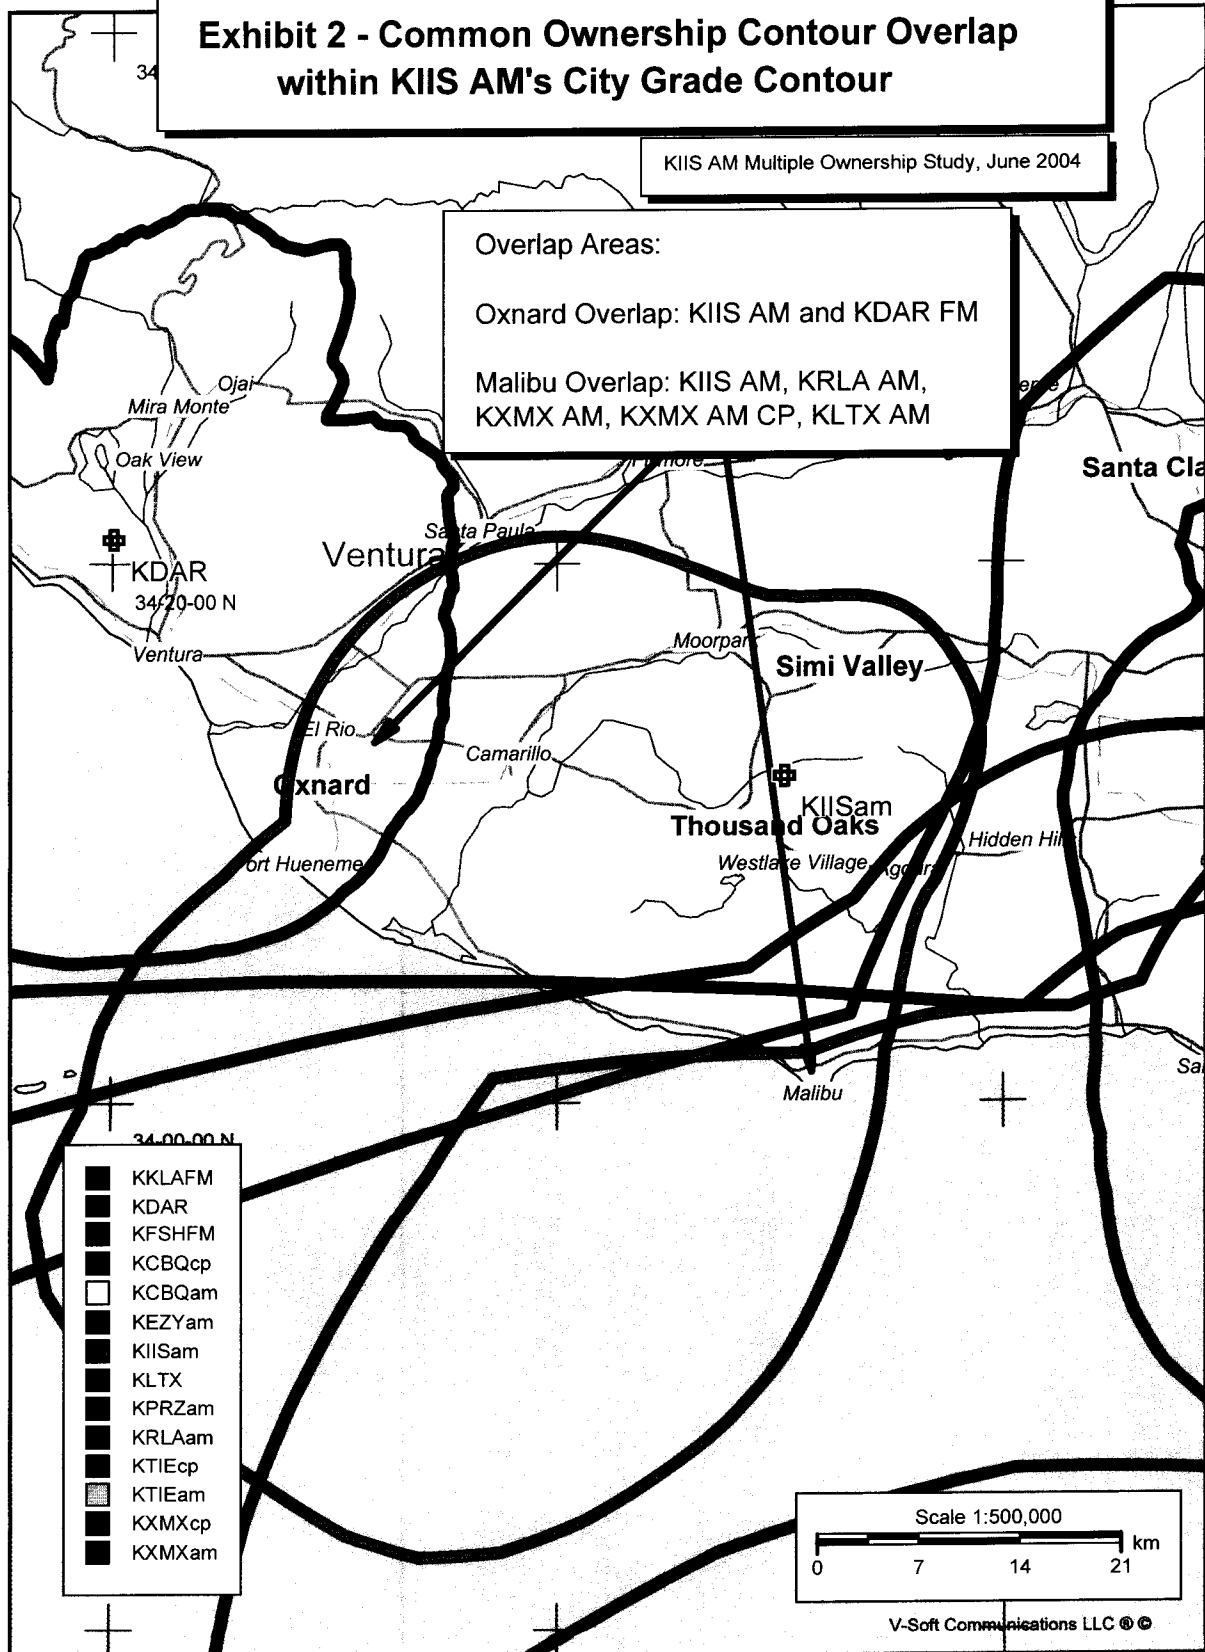 Exhibit 2 - Common Ownership Contour Overlap
within KIIS AM's City Grade Contour
34
KIIS AM Multiple Ownership Study, June 2004
Overlap Areas:
Oxnard Overlap: KIIS AM and KDAR FM
Malibu Overlap: KIIS AM, KRLA AM,
KXMX AM, KXMX AM CP, KLTX AM
Ojai
Mira Monte
Oak View
Santa Cla
Santa Paula
Ventura
KDAR
34-20-00 N
Ventura
Moorpark
Simi Valley
El Rio
Camarillo
Oxnard
KIISam
Thousand Oaks
Hidden Hills
ort Hueneme
Westlake Village
Agoura
Malibu
Sa
34-00-00 N
KKLAFM
KDAR
KFSHFM
KCBQcp
KCBQam
KEZYam
KIISam
KLTX
KPRZam
KRLAam
KTIEcp
KTIEam
KXMXcp
KXMXam
Scale 1:500,000
km
0 7 14 21
V-Soft Communications LLC ® ©